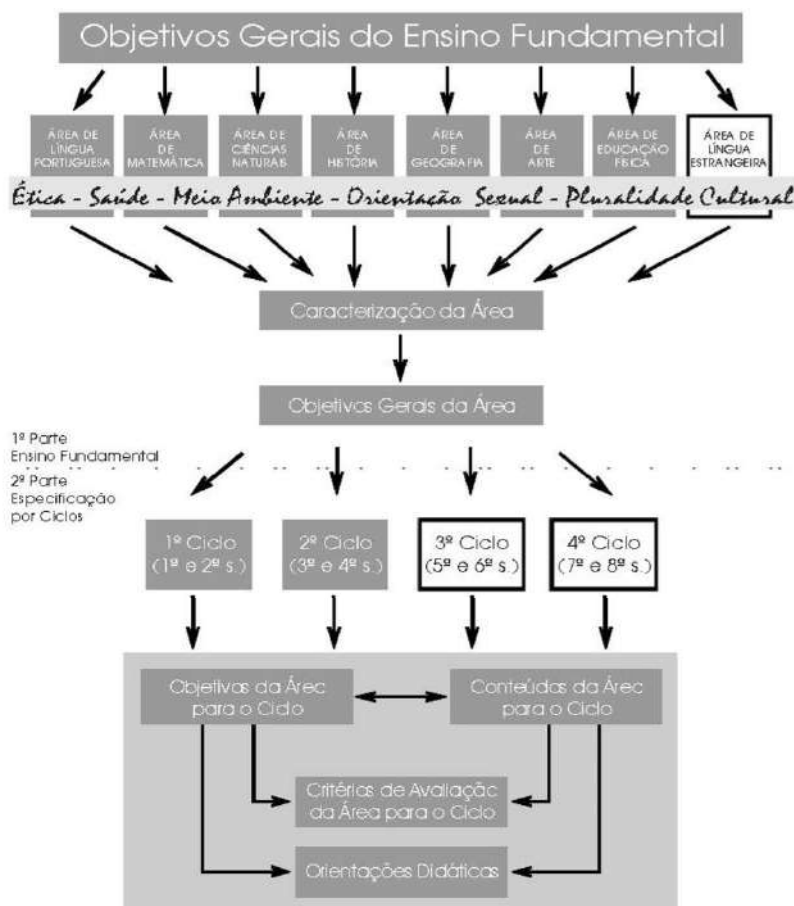 Objetivos Gerais do Ensino Fundamental
ÁREA DE
LÍNGUA
PORTUGUESA
ÁREA
DE
MATEMÁTICA
ÁREA DE
CIÊNCIAS
NATURAIS
ÁREA
DE
HISTÓRIA
ÁREA
DE
GEOGRAFIA
ÁREA
DE
ARTE
ÁREA DE
EDUCAÇÃO
FÍSICA
ÁREA DE
LÍNGUA
ESTRANGEIRA
Ética - Saúde - Meio Ambiente - Orientação Sexual - Pluralidade Cultural
Caracterização da Área
Objetivos Gerais da Área
1ª Parte
Ensino Fundamental
2ª Parte
Especificação
por Ciclos
1º Ciclo
(1ª e 2ª s.)
2º Ciclo
(3ª e 4ª s.)
3º Ciclo
(5ª e 6ª s.)
4º Ciclo
(7ª e 8ª s.)
Objetivos da Área
para o Ciclo
Conteúdos da Área
para o Ciclo
Critérios de Avaliação
da Área para o Ciclo
Orientações Didáticas